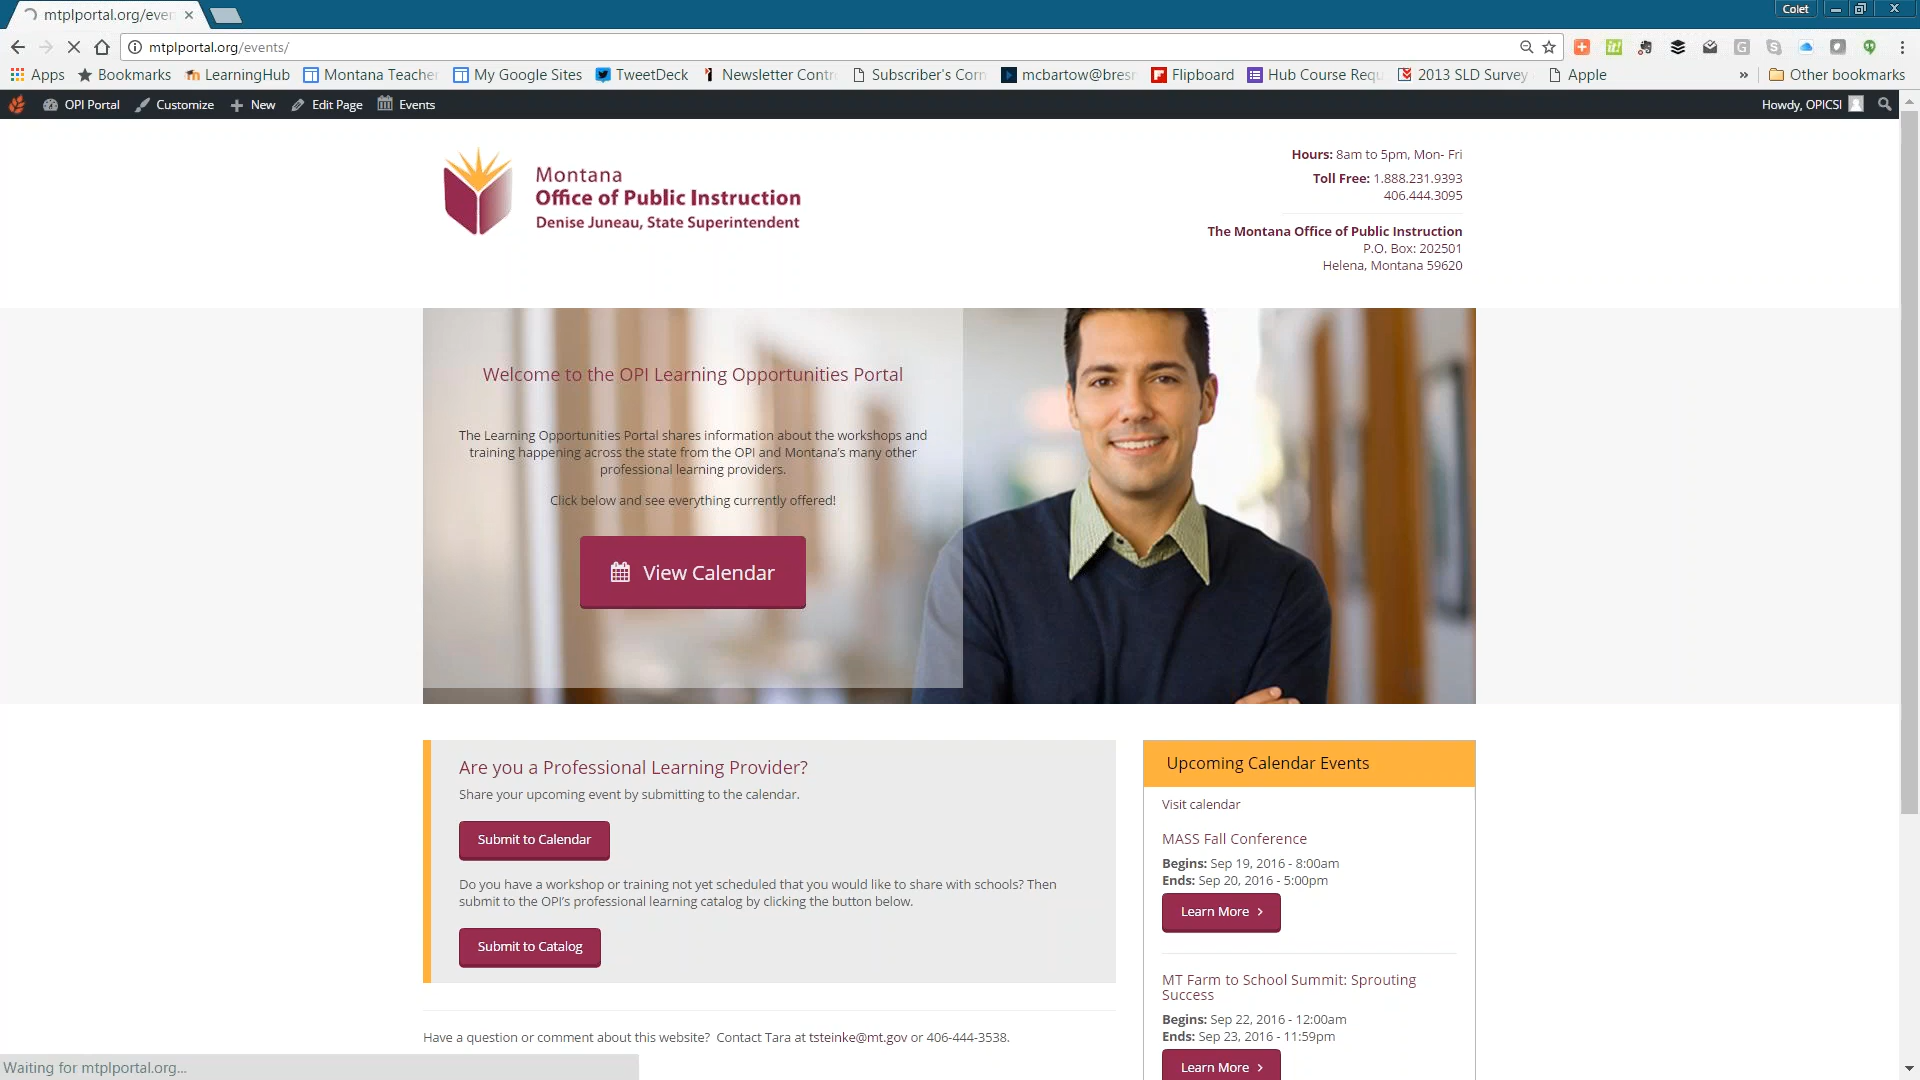 mtplportal.org/even
Colet
mtplportal.org/events/
Apps Bookmarks LearningHub Montana Teache My Google Sites TweetDeck Newsletter Contr Subscriber's Corn mcbartow@bresn Flipboard Hub Course Requ 2013 SLD Survey Apple » Other bookmarks
OPI Portal Customize New Edit Page Events Howdy, OPICSI
Montana
Office of Public Instruction
Denise Juneau, State Superintendent
Hours: 8am to 5pm, Mon- Fri
Toll Free: 1.888.231.9393
406.444.3095
The Montana Office of Public Instruction
P.O. Box: 202501
Helena, Montana 59620
Welcome to the OPI Learning Opportunities Portal
The Learning Opportunities Portal shares information about the workshops and
training happening across the state from the OPI and Montana's many other
professional learning providers.
Click below and see everything currently offered!
View Calendar
Are you a Professional Learning Provider?
Share your upcoming event by submitting to the calendar.
Submit to Calendar
Do you have a workshop or training not yet scheduled that you would like to share with schools? Then
submit to the OPI's professional learning catalog by clicking the button below.
Submit to Catalog
Have a question or comment about this website? Contact Tara at tsteinke@mt.gov or 406-444-3538.
Upcoming Calendar Events
Visit calendar
MASS Fall Conference
Begins: Sep 19, 2016 - 8:00am
Ends: Sep 20, 2016 - 5:00pm
Learn More
MT Farm to School Summit: Sprouting
Success
Begins: Sep 22, 2016 - 12:00am
Ends: Sep 23, 2016 - 11:59pm
Learn More
Waiting for mtplportal.org...